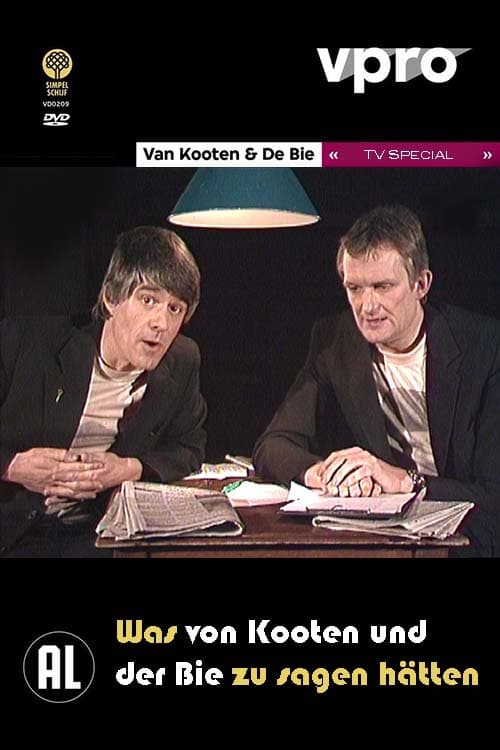 SIMPEL
SCHIJF
VD0209
DVD
vpro
Van Kooten & De Bie « TV SPECIAL »
AL
Was von Kooten und
der Bie zu sagen hätten